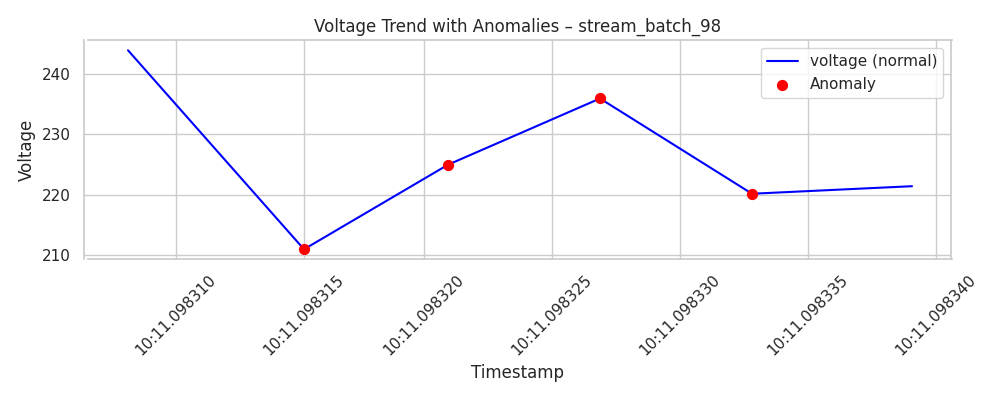 Voltage Trend with Anomalies – stream_batch_98
voltage (normal)
Anomaly
Voltage
240
230
220
210
10:11.098310
10:11.098315
10:11.098320
10:11.098325
10:11.098330
10:11.098335
10:11.098340
Timestamp